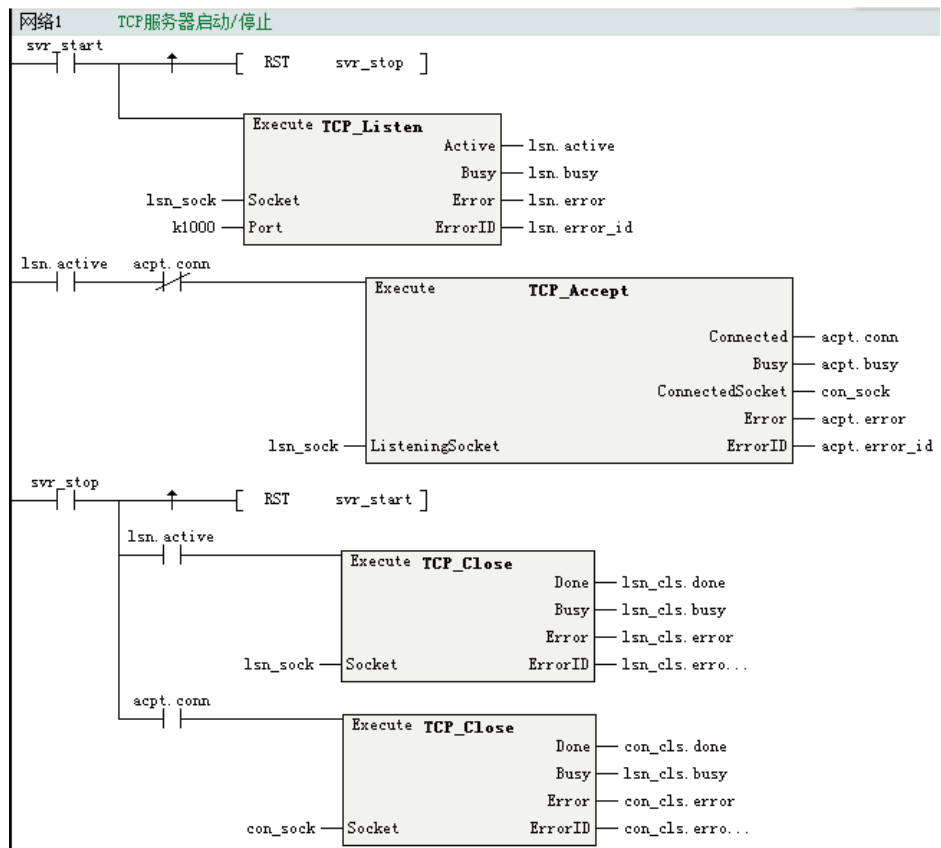 网络1 TCP服务器启动/停止
svr_start
[ RST svr_stop ]
Execute TCP_Listen
Active lsn.active
Busy lsn.busy
lsn_sock Socket Error lsn.error
k1000 Port ErrorID lsn.error_id
lsn.active acpt.conn
Execute TCP_Accept
Connected acpt.conn
Busy acpt.busy
ConnectedSocket con_sock
Error acpt.error
lsn_sock ListeningSocket ErrorID acpt.error_id
svr_stop
[ RST svr_start ]
lsn.active
Execute TCP_Close
Done lsn_cls.done
Busy lsn_cls.busy
Error lsn_cls.error
lsn_sock Socket ErrorID lsn_cls.erro...
acpt.conn
Execute TCP_Close
Done con_cls.done
Busy lsn_cls.busy
Error con_cls.error
con_sock Socket ErrorID con_cls.erro...